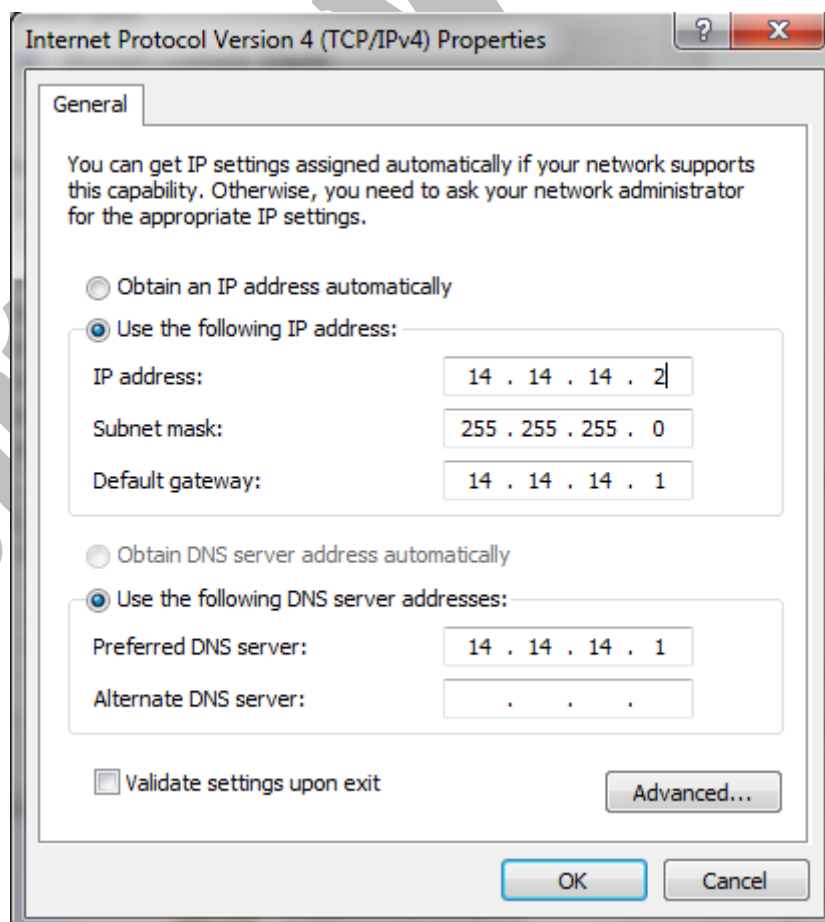 Internet Protocol Version 4 (TCP/IPv4) Properties
General
You can get IP settings assigned automatically if your network supports
this capability. Otherwise, you need to ask your network administrator
for the appropriate IP settings.
Obtain an IP address automatically
Use the following IP address:
IP address: 14 . 14 . 14 . 2
Subnet mask: 255 . 255 . 255 . 0
Default gateway: 14 . 14 . 14 . 1
Obtain DNS server address automatically
Use the following DNS server addresses:
Preferred DNS server: 14 . 14 . 14 . 1
Alternate DNS server: . . .
Validate settings upon exit
Advanced...
OK Cancel